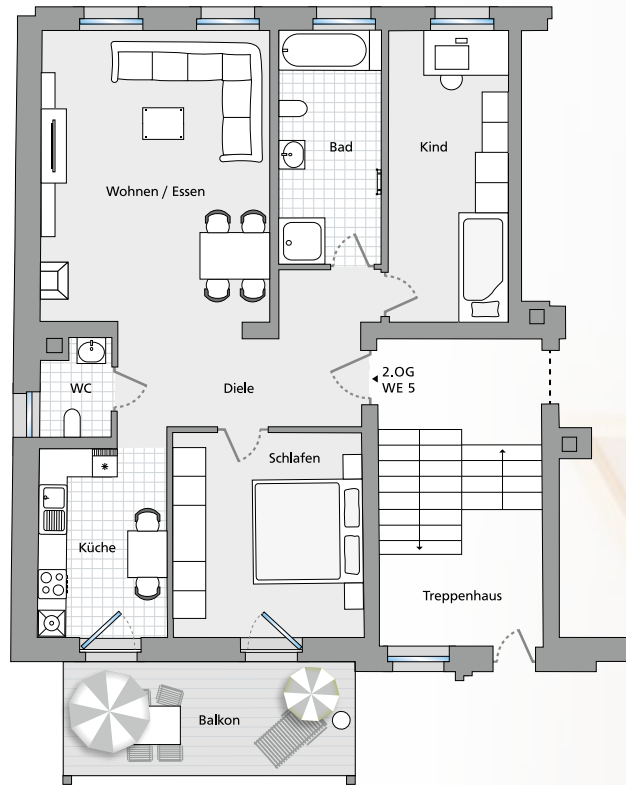 Bad
Kind
Wohnen / Essen
2.OG
WE 5
WC
Diele
Schlafen
Küche
Treppenhaus
Balkon